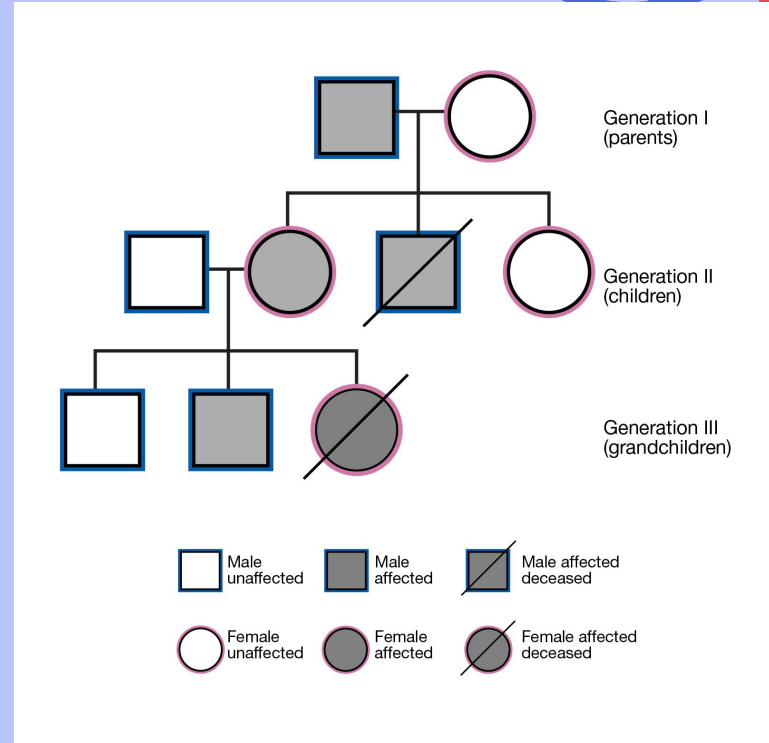 Generation I
(parents)
Generation II
(children)
Generation III
(grandchildren)
Male
unaffected
Male
affected
Male affected
deceased
Female
unaffected
Female
affected
Female affected
deceased